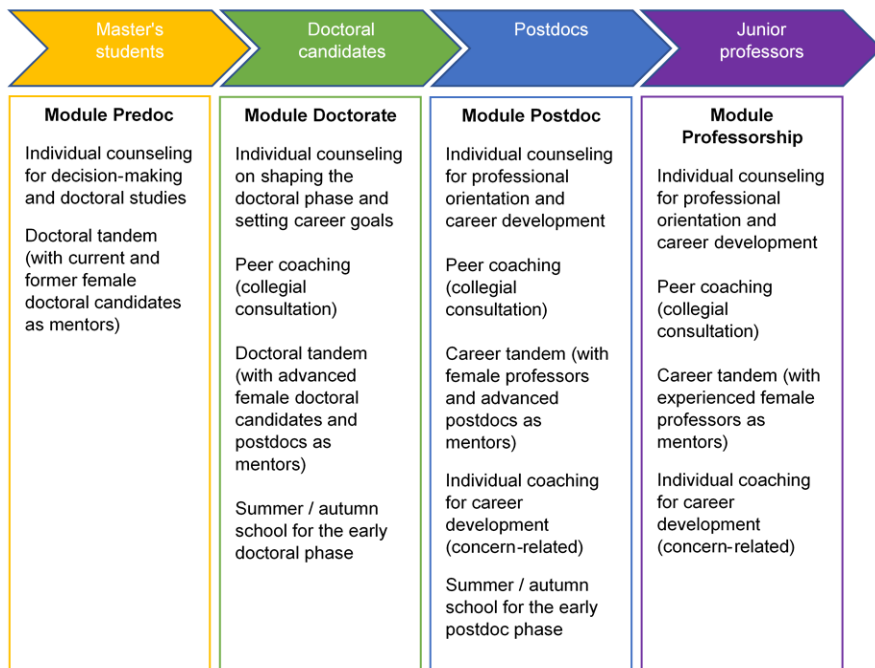 Master's
students
Doctoral
candidates
Postdocs
Junior
professors
Module Predoc
Individual counseling
for decision-making
and doctoral studies
Doctoral tandem
(with current and
former female
doctoral candidates
as mentors)
Module Doctorate
Individual counseling
on shaping the
doctoral phase and
setting career goals
Peer coaching
(collegial
consultation)
Doctoral tandem
(with advanced
female doctoral
candidates and
postdocs as
mentors)
Summer / autumn
school for the early
doctoral phase
Module Postdoc
Individual counseling
for professional
orientation and
career development
Peer coaching
(collegial
consultation)
Career tandem (with
female professors
and advanced
postdocs as
mentors)
Individual coaching
for career
development
(concern-related)
Summer / autumn
school for the early
postdoc phase
Module
Professorship
Individual counseling
for professional
orientation and
career development
Peer coaching
(collegial
consultation)
Career tandem (with
experienced female
professors as
mentors)
Individual coaching
for career
development
(concern-related)